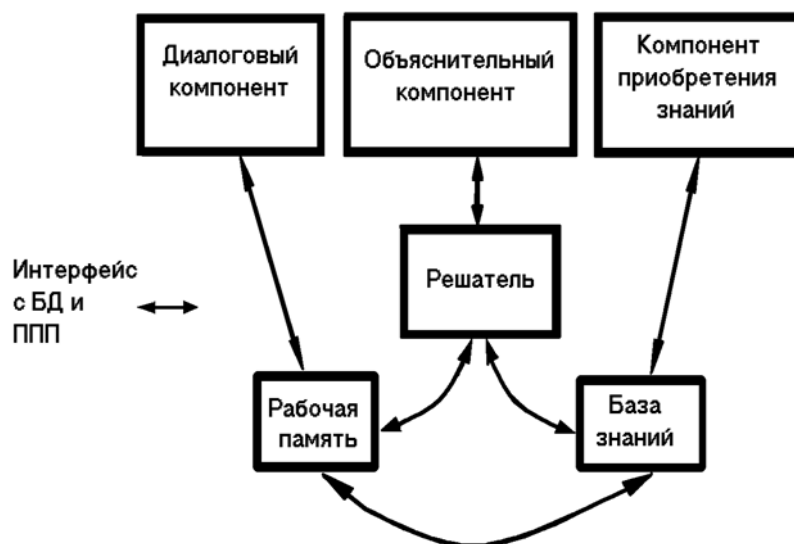 Диалоговый
компонент
Объяснительный
компонент
Компонент
приобретения
знаний
Интерфейс
с БД и
ППП
Решатель
Рабочая
память
База
знаний